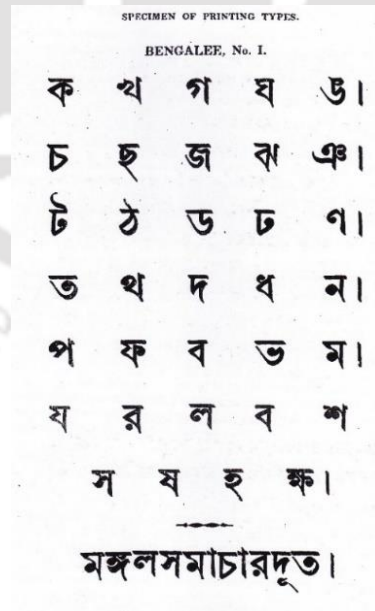 SPECIMEN OF PRINTING TYPES.
BENGALEE, No. I.
ক খ গ ঘ ঙ।
চ ছ জ ঝ ঞ।
ট ঠ ড ঢ ণ।
ত থ দ ধ ন।
প ফ ব ভ ম।
য র ল ব শ
স ষ হ ক্ষ।
মঙ্গলসমাচারদূত।